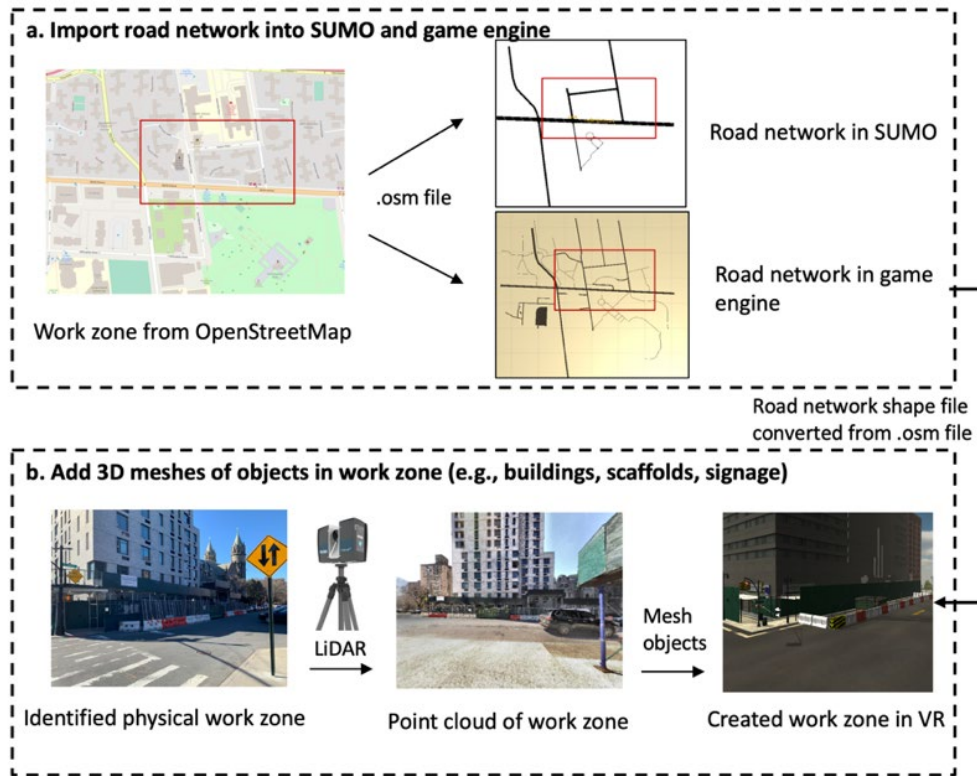 a. Import road network into SUMO and game engine
.osm file
Road network in SUMO
Road network in game
engine
Work zone from OpenStreetMap
Road network shape file
converted from .osm file
b. Add 3D meshes of objects in work zone (e.g., buildings, scaffolds, signage)
LiDAR
Mesh
objects
Identified physical work zone
Point cloud of work zone
Created work zone in VR